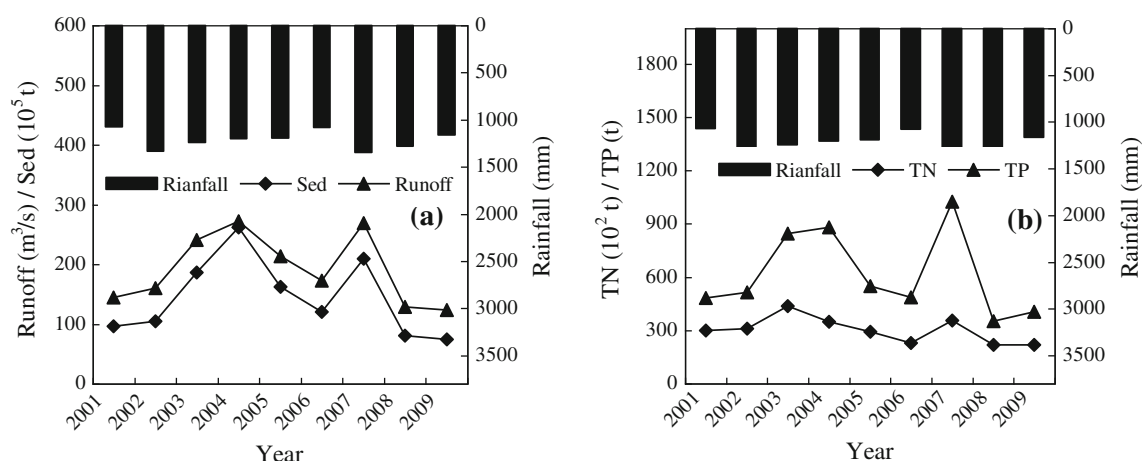 600
500
400
300
200
100
0
Runoff (m³/s) / Sed (10⁵ t)
0
500
1000
1500
2000
2500
3000
3500
Rainfall (mm)
Rianfall Sed Runoff
(a)
2001 2002 2003 2004 2005 2006 2007 2008 2009
Year
1800
1500
1200
900
600
300
0
TN (10² t) / TP (t)
0
500
1000
1500
2000
2500
3000
3500
Rainfall (mm)
Rianfall TN TP
(b)
2001 2002 2003 2004 2005 2006 2007 2008 2009
Year